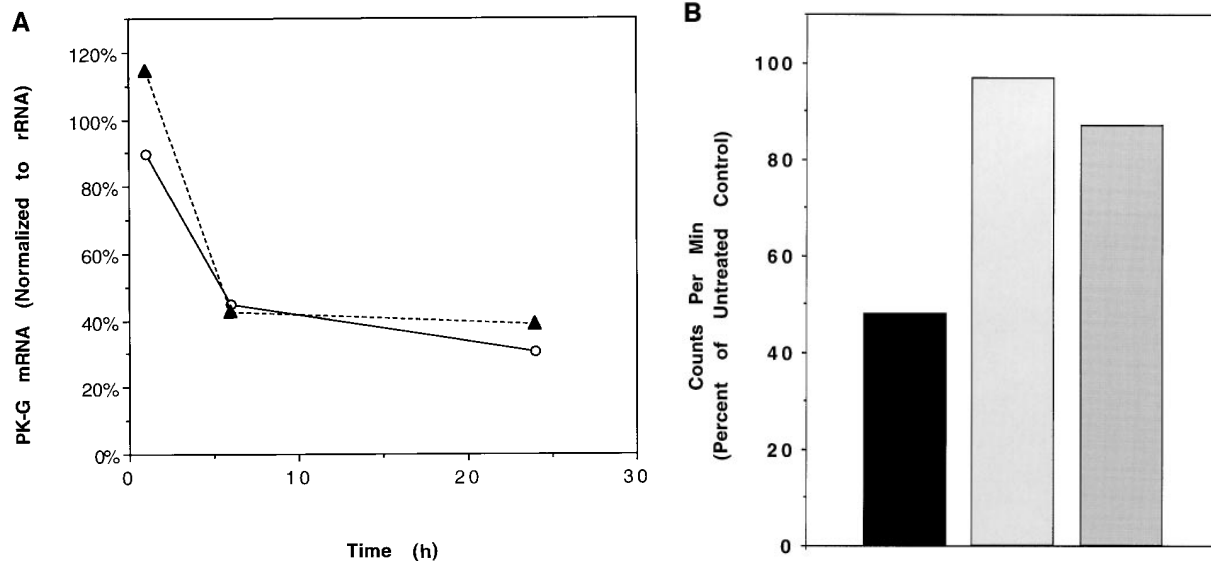 A
PK-G mRNA (Normalized to rRNA)
120%
100%
80%
60%
40%
20%
0%
0
10
20
30
Time (h)
B
Counts Per Min
(Percent of Untreated Control)
100
80
60
40
20
0